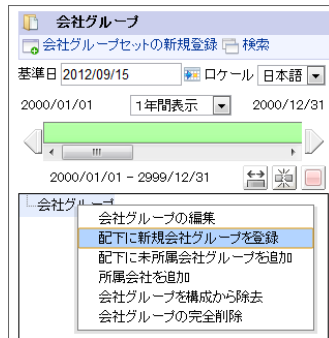 会社グループ
会社グループセットの新規登録 検索
基準日 2012/09/15 ロケール 日本語
2000/01/01 1年間表示 2000/12/31
2000/01/01 - 2999/12/31
会社グループ
会社グループの編集
配下に新規会社グループを登録
配下に未所属会社グループを追加
所属会社を追加
会社グループを構成から除去
会社グループの完全削除